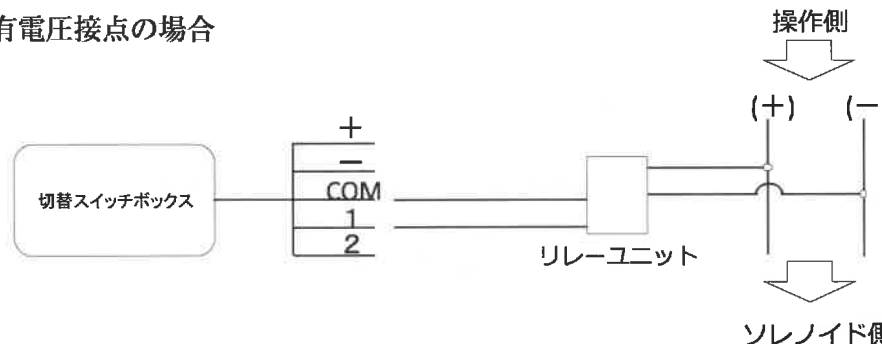 有電圧接点の場合
操作側
(+) (-
+
-
COM
1
2
切替スイッチボックス
リレーユニット
ソレノイド側